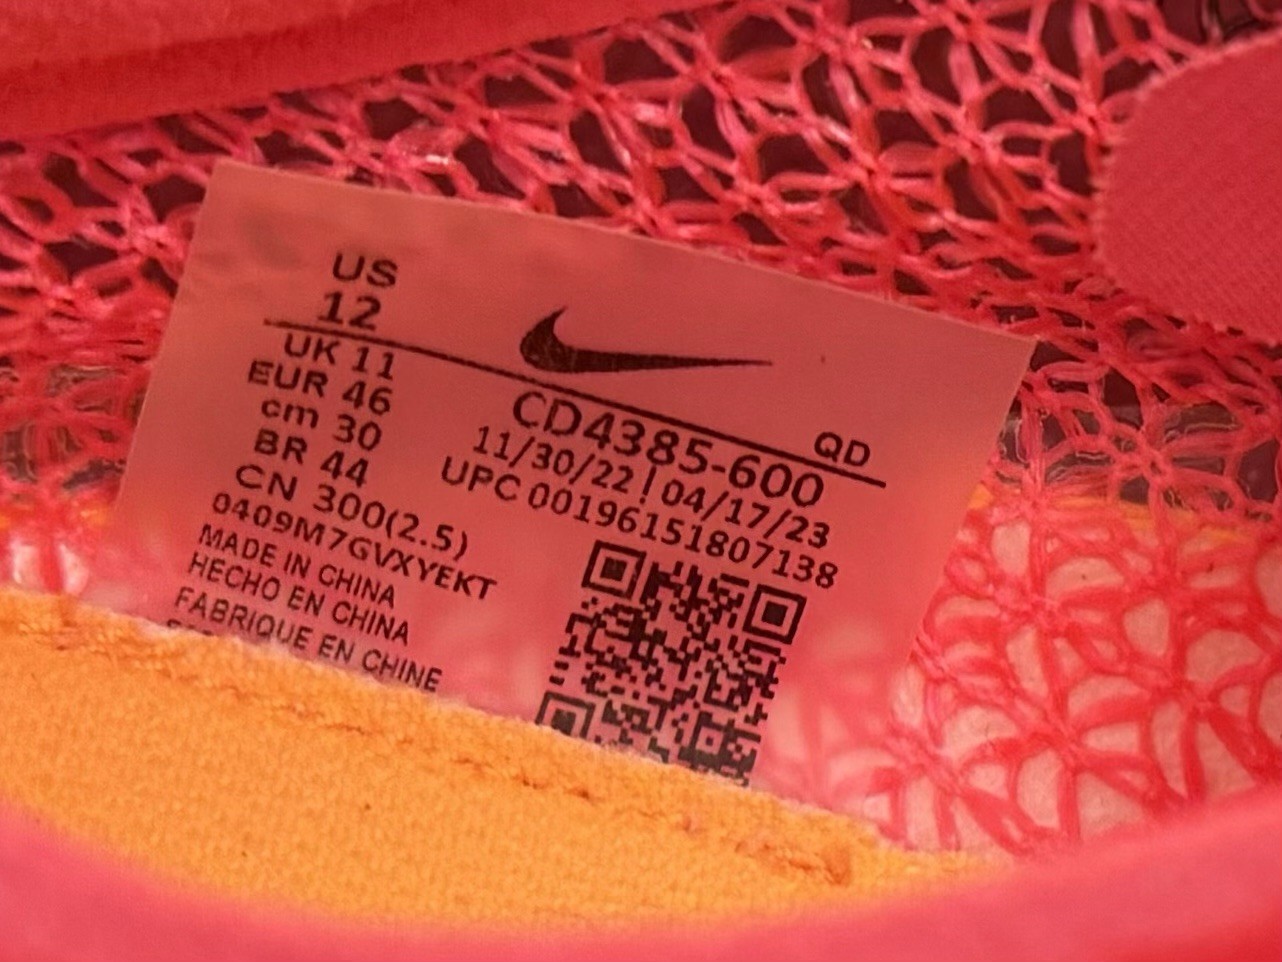 US
12
UK 11
EUR 46
cm 30
BR 44
CN 300(2.5)
0409M7GVXYEKT
MADE IN CHINA
HECHO EN CHINA
FABRIQUE EN CHINE
QD
CD4385-600
11/30/22 | 04/17/23
UPC 00196151807138